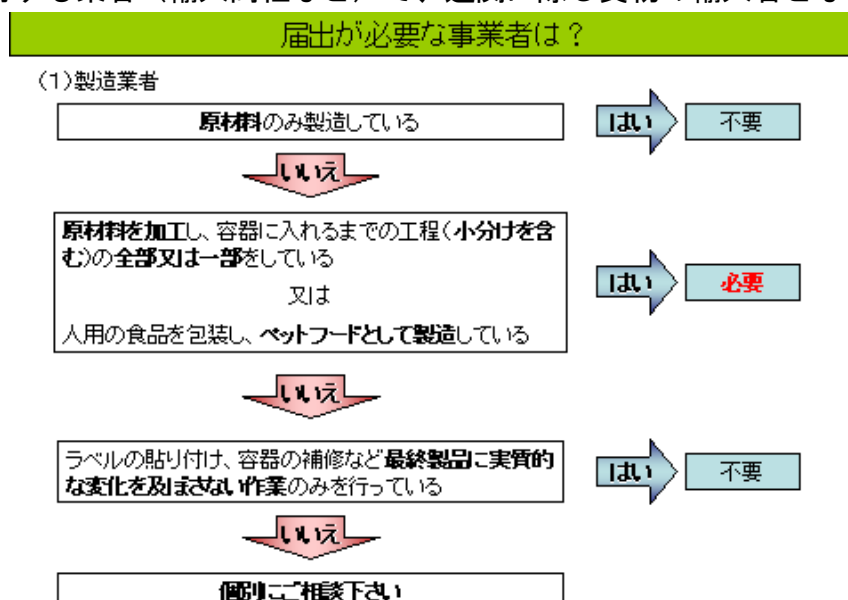 届出が必要な事業者は？
（1）製造業者
原材料のみ製造している
はい
不要
いいえ
原材料を加工し、容器に入れるまでの工程（小分けを含
む）の全部又は一部をしている
又は
人用の食品を包装し、ペットフードとして製造している
はい
必要
いいえ
ラベルの貼り付け、容器の補修など最終製品に実質的
な変化を及ぼさない作業のみを行っている
はい
不要
いいえ
個別にご相談下さい